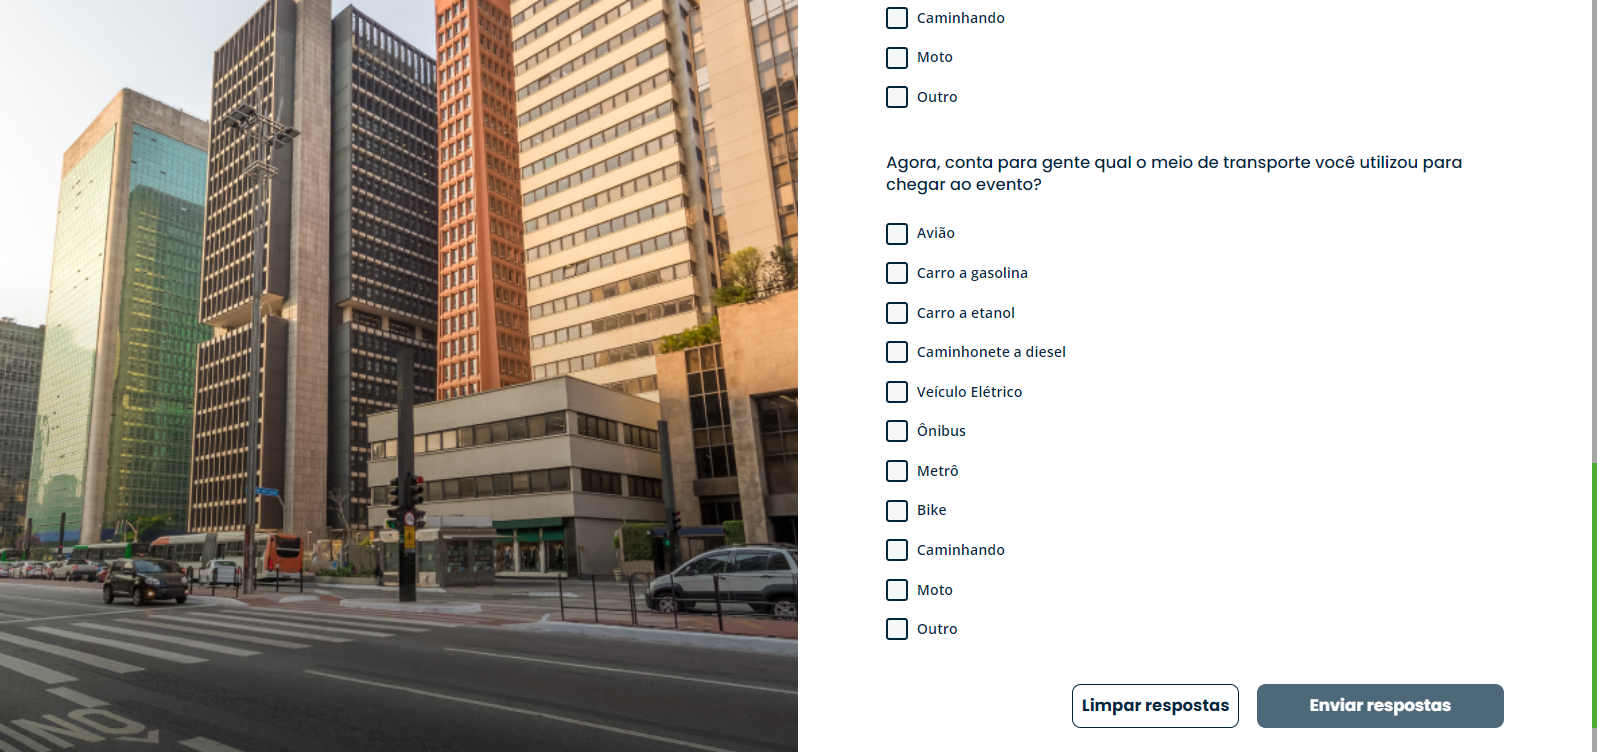 Caminhando
Moto
Outro
Agora, conta para gente qual o meio de transporte você utilizou para
chegar ao evento?
Avião
Carro a gasolina
Carro a etanol
Caminhonete a diesel
Veículo Elétrico
Ônibus
Metrô
Bike
Caminhando
Moto
Outro
Limpar respostas
Enviar respostas